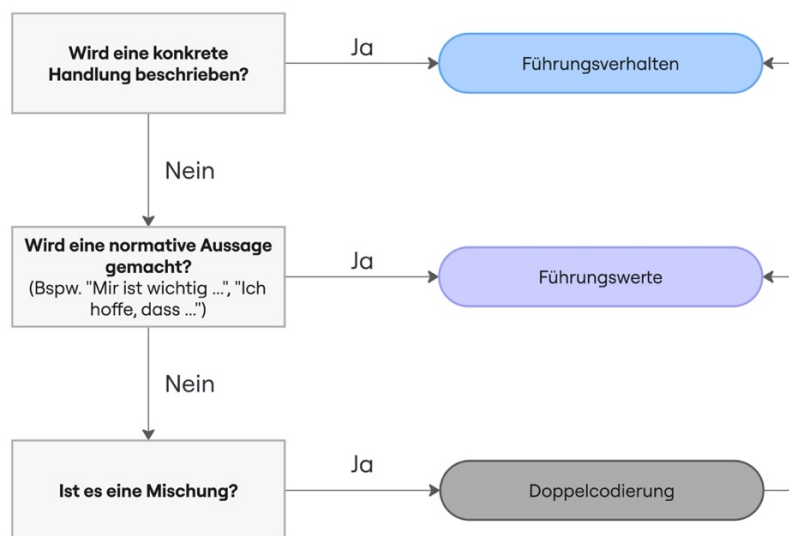 Wird eine konkrete
Handlung beschrieben?
Ja
Führungsverhalten
Nein
Wird eine normative Aussage
gemacht?
(Bspw. "Mir ist wichtig ...", "Ich
hoffe, dass ...")
Ja
Führungswerte
Nein
Ist es eine Mischung?
Ja
Doppelcodierung